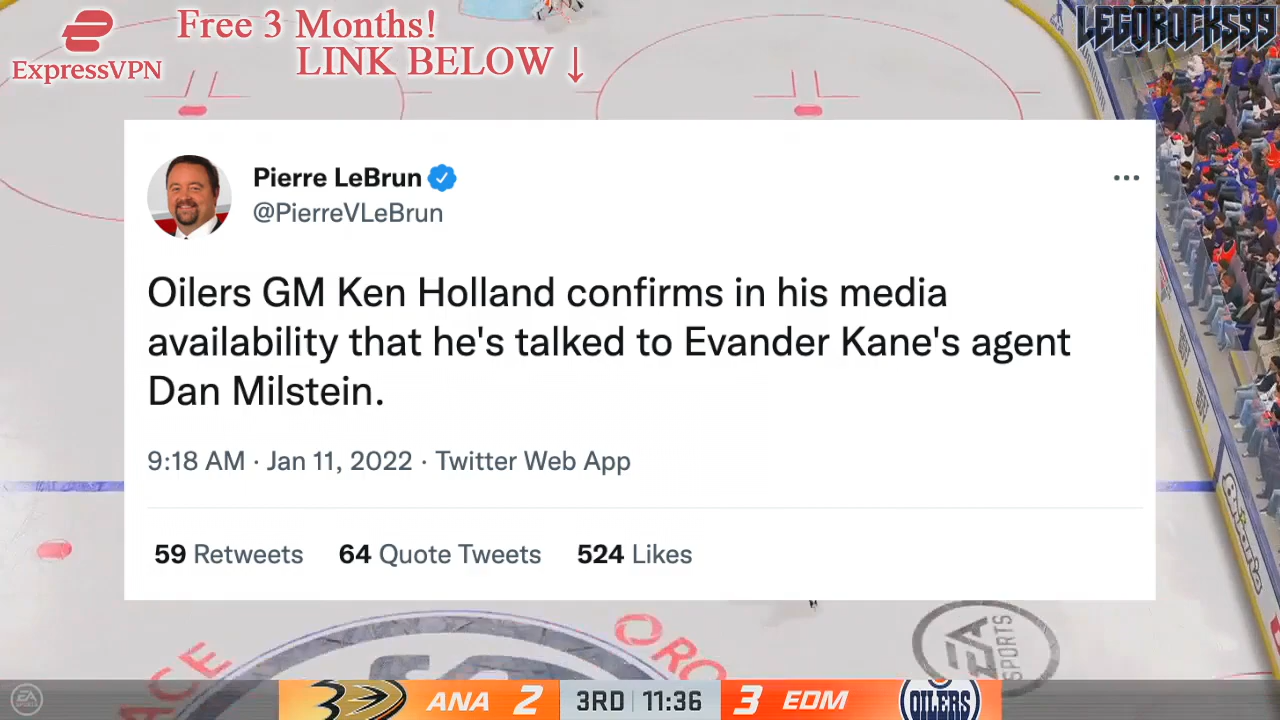 Free 3 Months!
LEGOROCKS99
ExpressVPN
LINK BELOW ↓
Pierre LeBrun
@PierreVLeBrun
Oilers GM Ken Holland confirms in his media
availability that he's talked to Evander Kane's agent
Dan Milstein.
9:18 AM · Jan 11, 2022 · Twitter Web App
59 Retweets 64 Quote Tweets 524 Likes
EA SPORTS
ANA 2 3RD 11:36 3 EDM OILERS